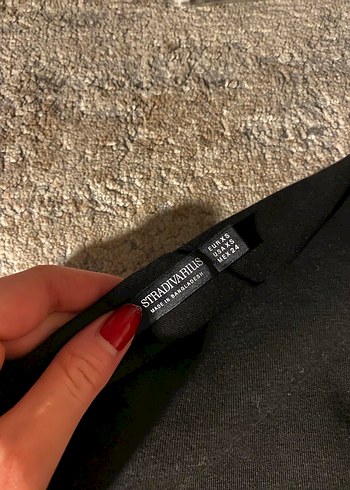 STRADIVARIUS
MADE IN BANGLADESH
EUR XS
USA XS
MEX 24